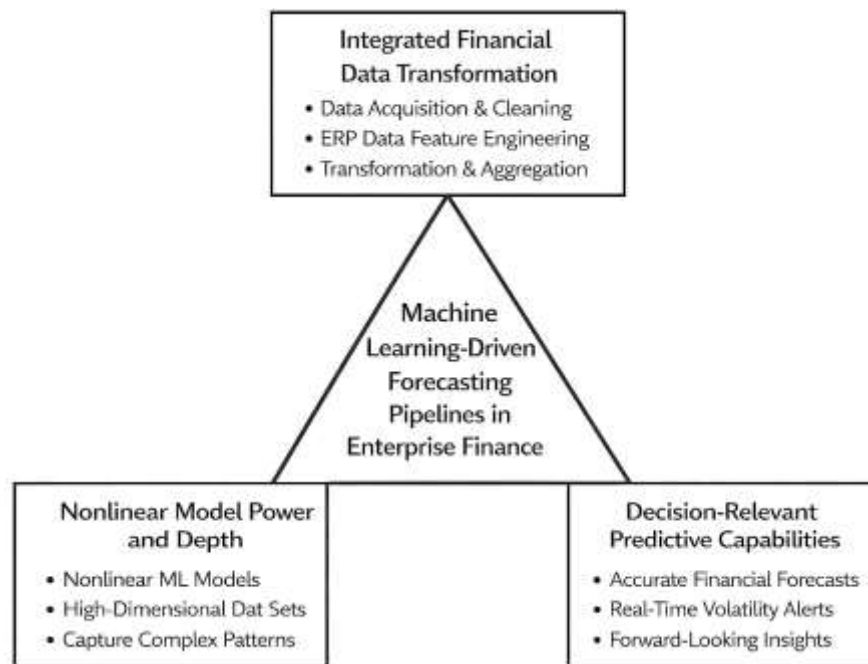 Integrated Financial
Data Transformation
• Data Acquisition & Cleaning
• ERP Data Feature Engineering
• Transformation & Aggregation
Machine
Learning-Driven
Forecasting
Pipelines in
Enterprise Finance
Nonlinear Model Power
and Depth
• Nonlinear ML Models
• High-Dimensional Dat Sets
• Capture Complex Patterns
Decision-Relevant
Predictive Capabilities
• Accurate Financial Forecasts
• Real-Time Volatility Alerts
• Forward-Looking Insights